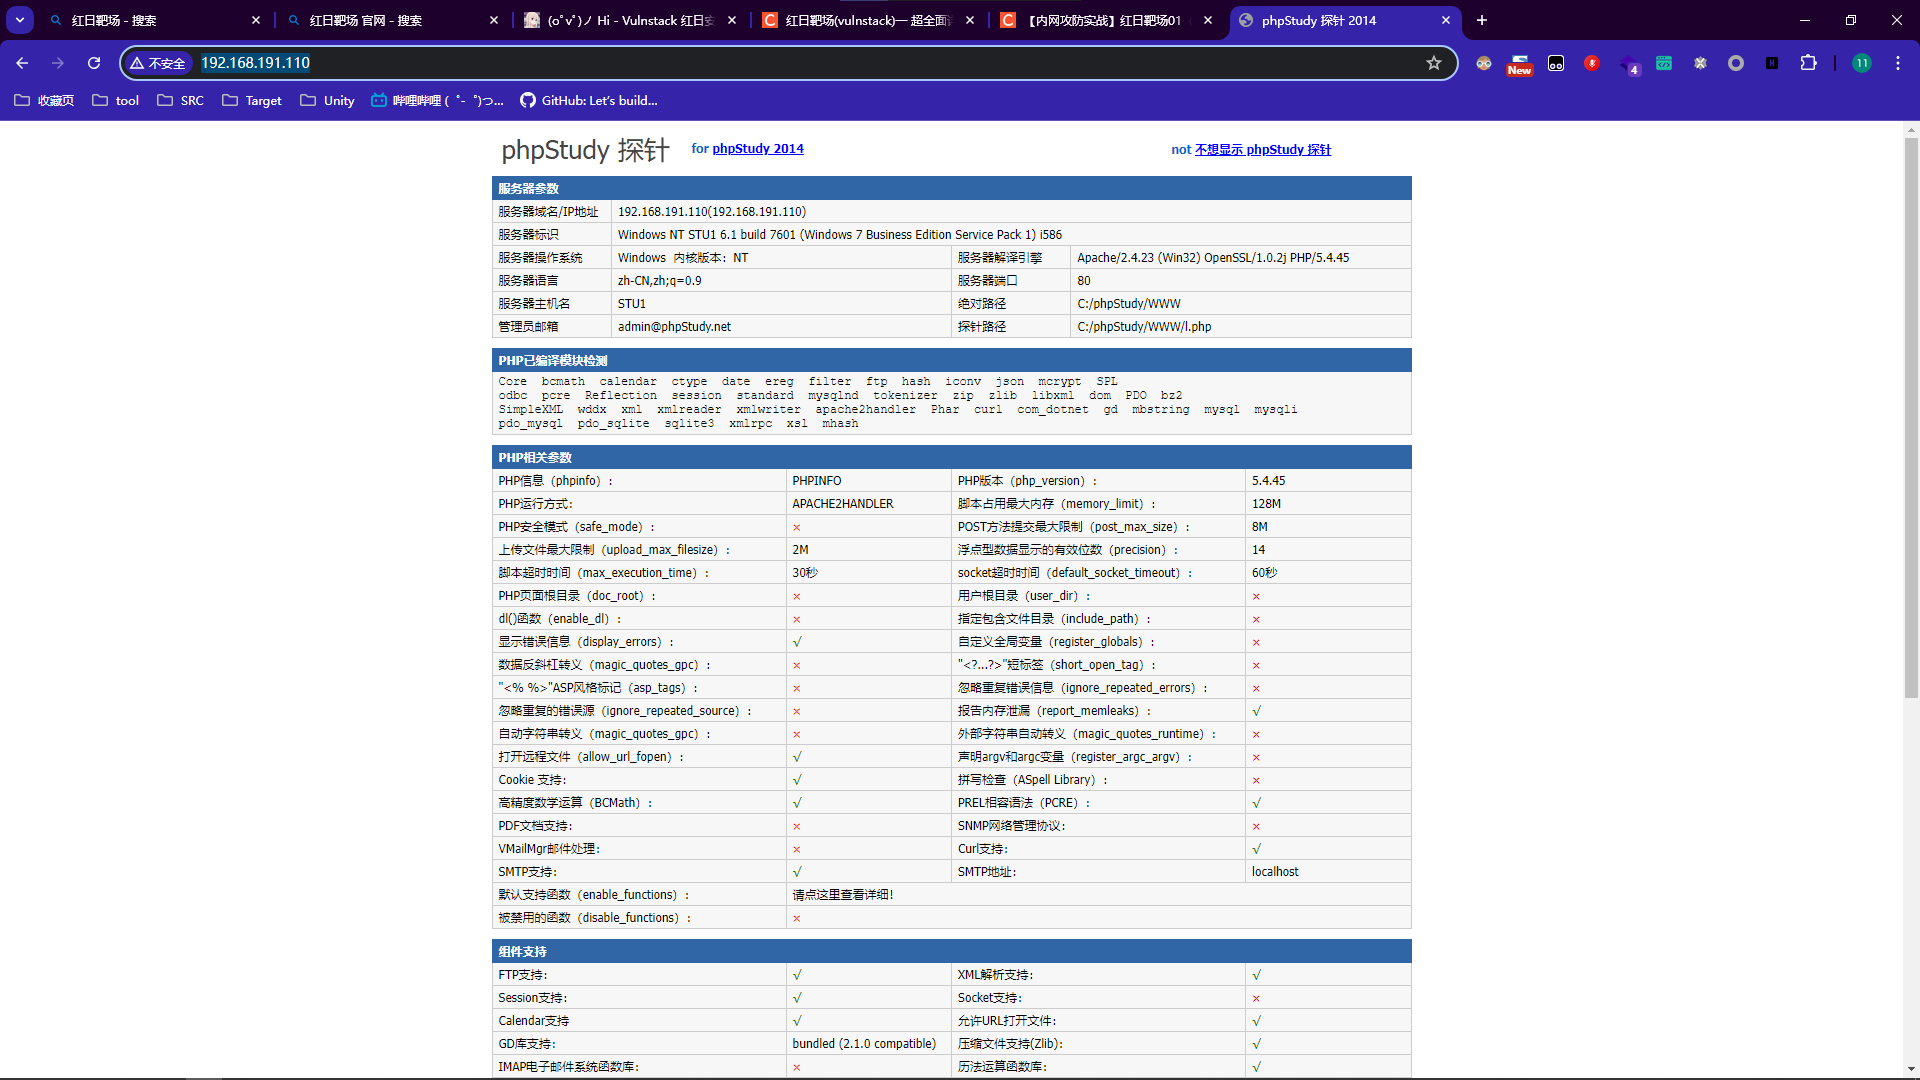 红日靶场 - 搜索
红日靶场 官网 - 搜索
(oﾟvﾟ)ノ Hi - Vulnstack 红日安
红日靶场(vulnstack)一 超全面
【内网攻防实战】红日靶场01
phpStudy 探针 2014
不安全 192.168.191.110
New 4 11
收藏页 tool SRC Target Unity 哔哩哔哩 ( ゜- ゜)つ... GitHub: Let's build...
phpStudy 探针 for phpStudy 2014 not 不想显示 phpStudy 探针
服务器参数
服务器域名/IP地址 192.168.191.110(192.168.191.110)
服务器标识 Windows NT STU1 6.1 build 7601 (Windows 7 Business Edition Service Pack 1) i586
服务器操作系统 Windows 内核版本：NT 服务器解译引擎 Apache/2.4.23 (Win32) OpenSSL/1.0.2j PHP/5.4.45
服务器语言 zh-CN,zh;q=0.9 服务器端口 80
服务器主机名 STU1 绝对路径 C:/phpStudy/WWW
管理员邮箱 admin@phpStudy.net 探针路径 C:/phpStudy/WWW/l.php
PHP已编译模块检测
Core bcmath calendar ctype date ereg filter ftp hash iconv json mcrypt SPL
odbc pcre Reflection session standard mysqlnd tokenizer zip zlib libxml dom PDO bz2
SimpleXML wddx xml xmlreader xmlwriter apache2handler Phar curl com_dotnet gd mbstring mysql mysqli
pdo_mysql pdo_sqlite sqlite3 xmlrpc xsl mhash
PHP相关参数
PHP信息（phpinfo）: PHPINFO PHP版本（php_version）: 5.4.45
PHP运行方式: APACHE2HANDLER 脚本占用最大内存（memory_limit）: 128M
PHP安全模式（safe_mode）: × POST方法提交最大限制（post_max_size）: 8M
上传文件最大限制（upload_max_filesize）: 2M 浮点型数据显示的有效位数（precision）: 14
脚本超时时间（max_execution_time）: 30秒 socket超时时间（default_socket_timeout）: 60秒
PHP页面根目录（doc_root）: × 用户根目录（user_dir）: ×
dl()函数（enable_dl）: × 指定包含文件目录（include_path）: ×
显示错误信息（display_errors）: √ 自定义全局变量（register_globals）: ×
数据反斜杠转义（magic_quotes_gpc）: × "<?...?>"短标签（short_open_tag）: ×
"<% %>"ASP风格标记（asp_tags）: × 忽略重复错误信息（ignore_repeated_errors）: ×
忽略重复的错误源（ignore_repeated_source）: × 报告内存泄漏（report_memleaks）: √
自动字符串转义（magic_quotes_gpc）: × 外部字符串自动转义（magic_quotes_runtime）: ×
打开远程文件（allow_url_fopen）: √ 声明argv和argc变量（register_argc_argv）: ×
Cookie 支持: √ 拼写检查（ASpell Library）: ×
高精度数学运算（BCMath）: √ PREL相容语法（PCRE）: √
PDF文档支持: × SNMP网络管理协议: ×
VMailMgr邮件处理: × Curl支持: √
SMTP支持: √ SMTP地址: localhost
默认支持函数（enable_functions）: 请点这里查看详细!
被禁用的函数（disable_functions）: ×
组件支持
FTP支持: √ XML解析支持: √
Session支持: √ Socket支持: ×
Calendar支持 √ 允许URL打开文件: √
GD库支持: bundled (2.1.0 compatible) 压缩文件支持(Zlib): √
IMAP电子邮件系统函数库: × 历法运算函数库: √